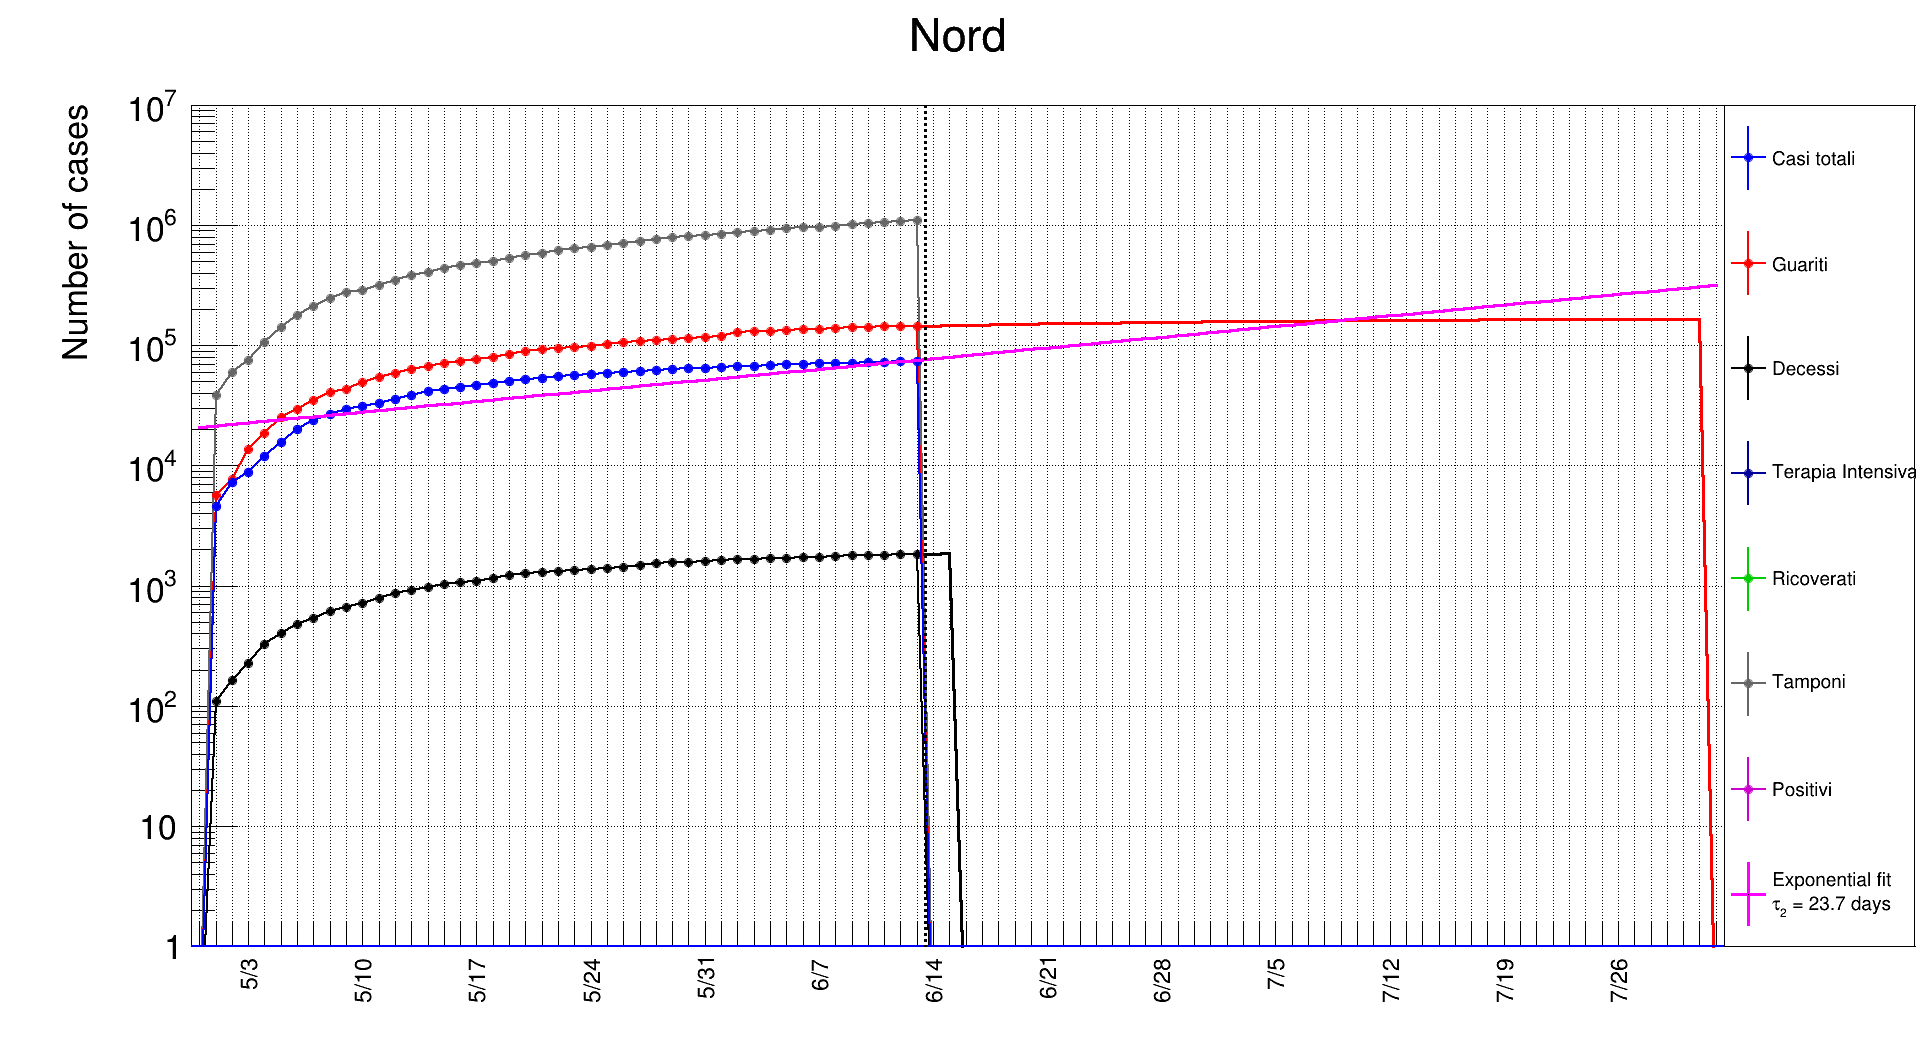 Nord
Number of cases
10^7
10^6
10^5
10^4
10^3
10^2
10
1
5/3
5/10
5/17
5/24
5/31
6/7
6/14
6/21
6/28
7/5
7/12
7/19
7/26
Casi totali
Guariti
Decessi
Terapia Intensiva
Ricoverati
Tamponi
Positivi
Exponential fit
τ₂ = 23.7 days